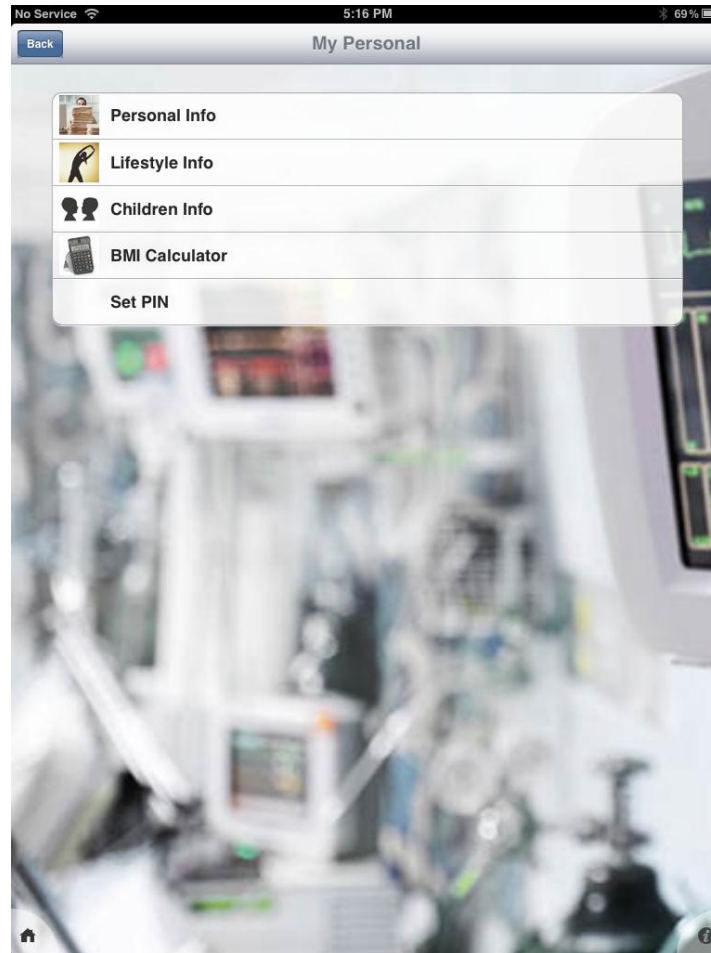 No Service 5:16 PM 69%
Back My Personal
Personal Info
Lifestyle Info
Children Info
BMI Calculator
Set PIN